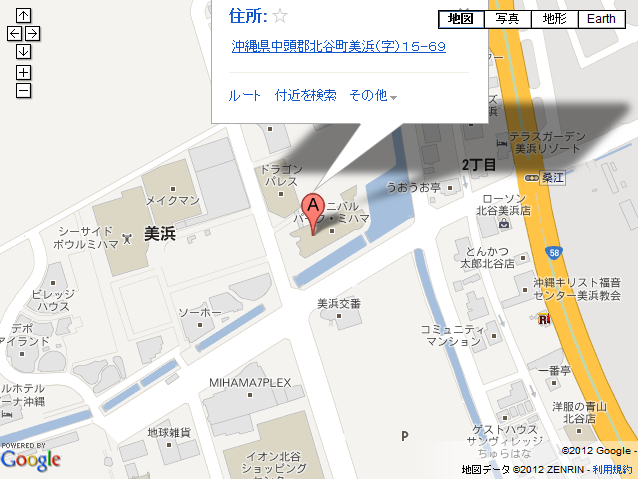 住所:
沖縄県中頭郡北谷町美浜(字)15-69
ルート 付近を検索 その他
地図 写真 地形 Earth
テラスガーデン
美浜リゾート
2丁目
桑江
ドラゴン
パレス
うおうお亭
ローソン
北谷美浜店
メイクマン
A
ニバル
パーク・ミハマ
シーサイド
ボウルミハマ
美浜
58
とんかつ
太郎北谷店
沖縄キリスト福音
センター美浜教会
ビレッジ
ハウス
ソーホー
美浜交番
コミュニティ
マンション
デポ
アイランド
一番亭
MIHAMA7PLEX
ルホテル
ーナ沖縄
洋服の青山
北谷店
ゲストハウス
サンヴィレッジ
ちゅらはな
地球雑貨
P
イオン北谷
ショッピング
センター
POWERED BY
Google
©2012 Google -
地図データ ©2012 ZENRIN - 利用規約